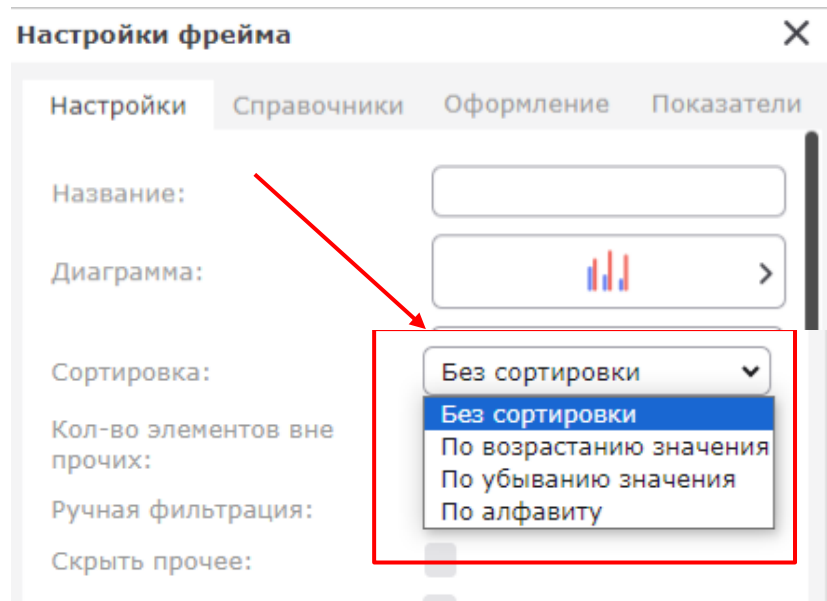 Настройки фрейма
Настройки Справочники Оформление Показатели
Название:
Диаграмма:
Сортировка: Без сортировки
Без сортировки
По возрастанию значения
По убыванию значения
По алфавиту
Кол-во элементов вне
прочих:
Ручная фильтрация:
Скрыть прочее: